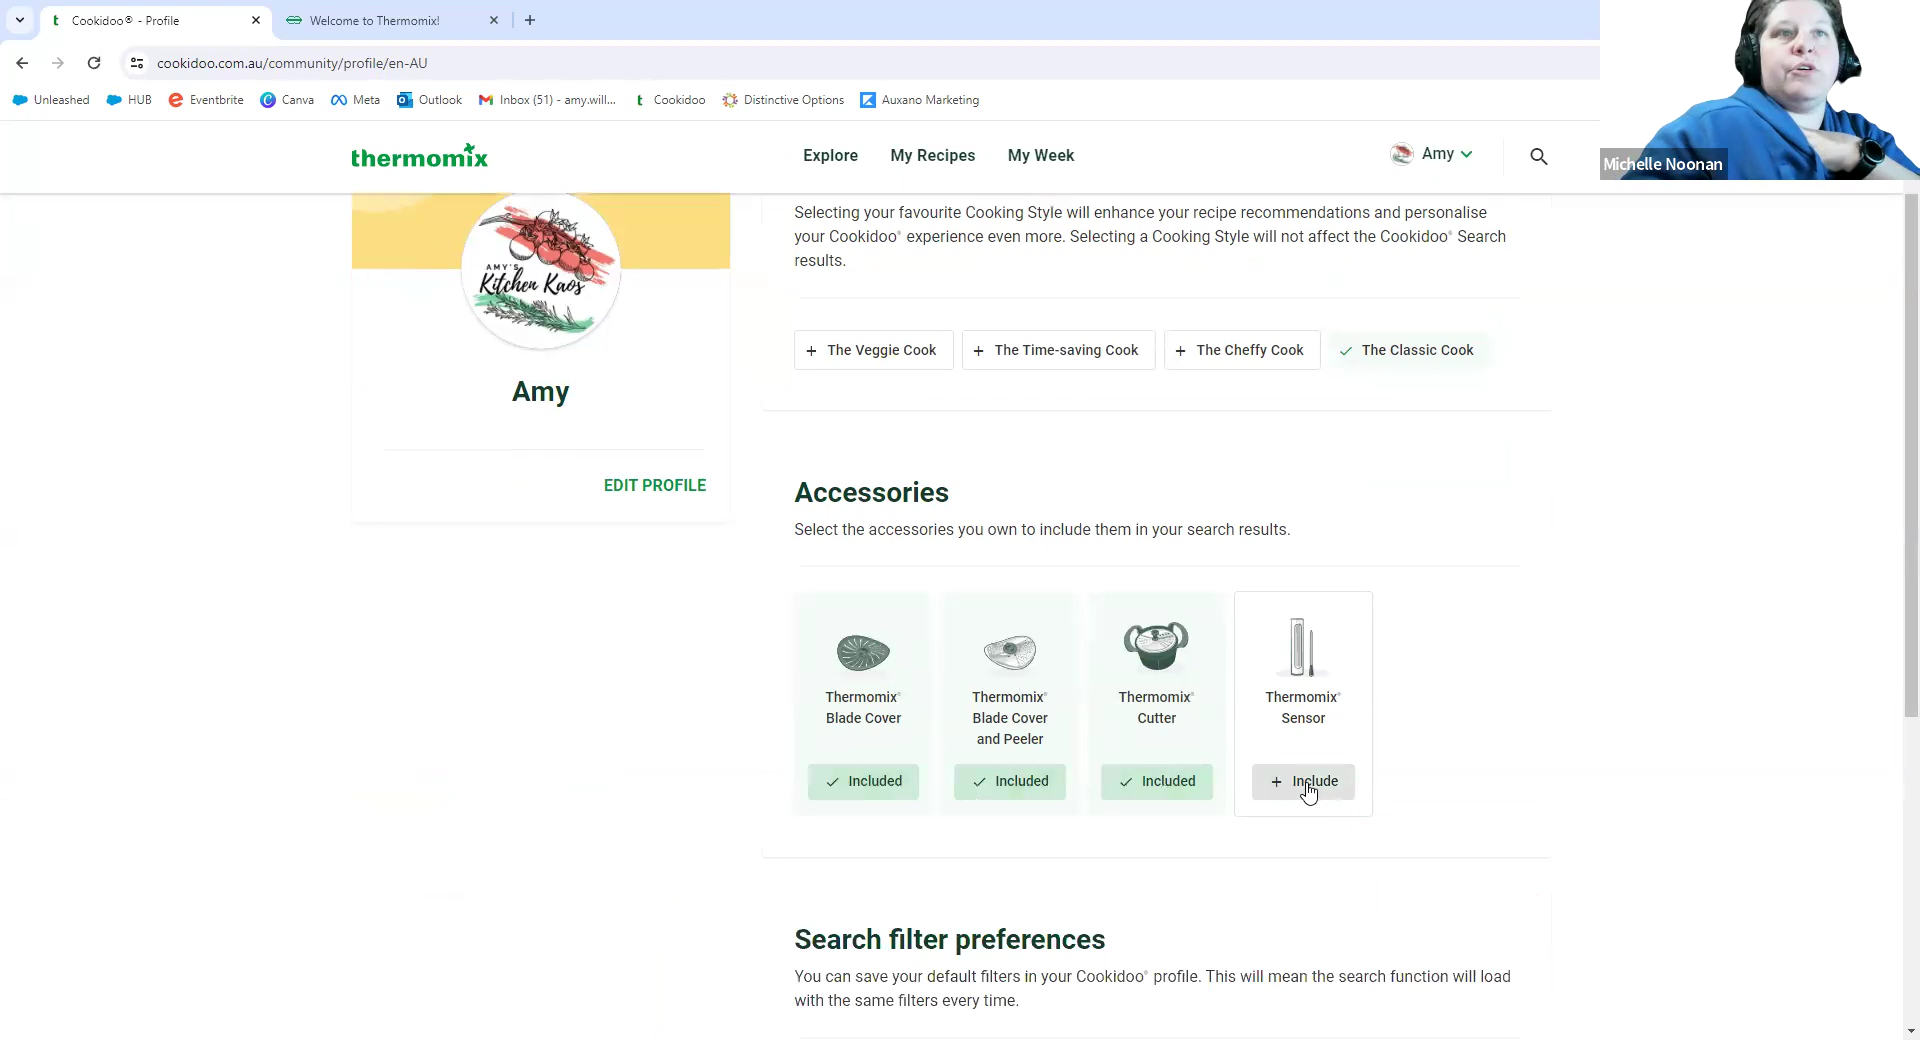 Cookidoo® - Profile
Welcome to Thermomix!
cookidoo.com.au/community/profile/en-AU
Unleashed
HUB
Eventbrite
Canva
Meta
Outlook
Inbox (51) - amy.will...
Cookidoo
Distinctive Options
Auxano Marketing
Michelle Noonan
thermomix
Explore
My Recipes
My Week
Amy
AMY'S
Kitchen Kaos
Amy
EDIT PROFILE
Selecting your favourite Cooking Style will enhance your recipe recommendations and personalise
your Cookidoo® experience even more. Selecting a Cooking Style will not affect the Cookidoo® Search
results.
+ The Veggie Cook
+ The Time-saving Cook
+ The Cheffy Cook
The Classic Cook
Accessories
Select the accessories you own to include them in your search results.
Thermomix®
Blade Cover
Included
Thermomix®
Blade Cover
and Peeler
Included
Thermomix®
Cutter
Included
Thermomix®
Sensor
+ Include
Search filter preferences
You can save your default filters in your Cookidoo® profile. This will mean the search function will load
with the same filters every time.